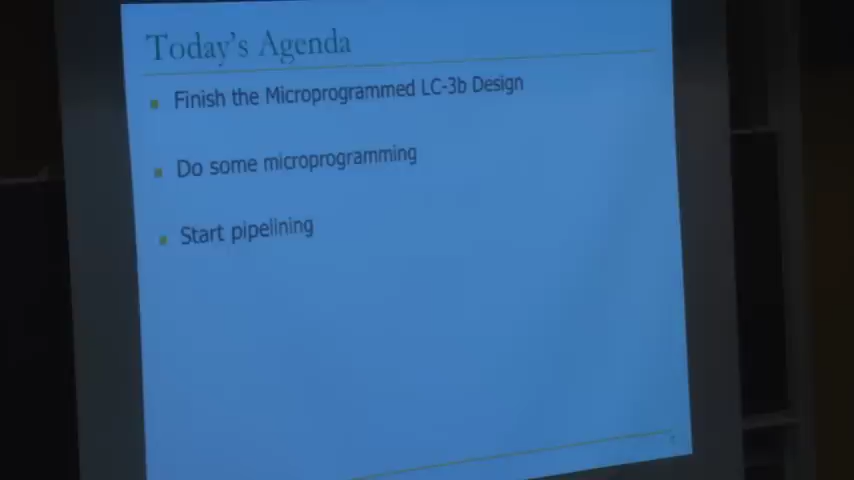 Today's Agenda
Finish the Microprogrammed LC-3b Design
Do some microprogramming
Start pipelining